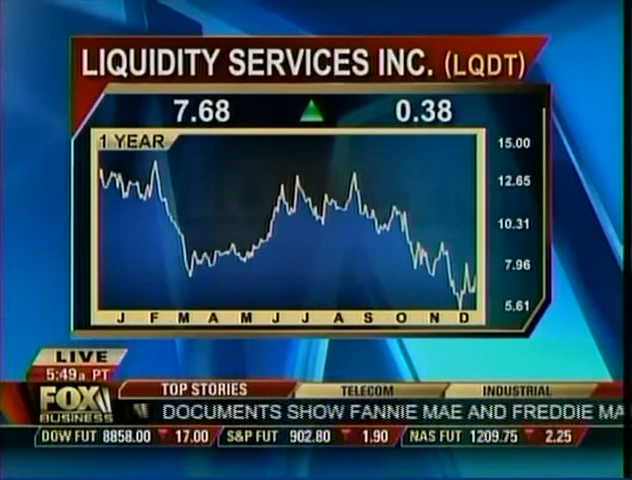 LIQUIDITY SERVICES INC. (LQDT)
7.68 ▲ 0.38
1 YEAR
15.00
12.65
10.31
7.96
5.61
J F M A M J J A S O N D
LIVE
5:49a PT
FOX
BUSINESS
TOP STORIES TELECOM INDUSTRIAL
DOCUMENTS SHOW FANNIE MAE AND FREDDIE MA
DOW FUT 8858.00 ▼ 17.00 S&P FUT 902.80 ▼ 1.90 NAS FUT 1209.75 ▼ 2.25